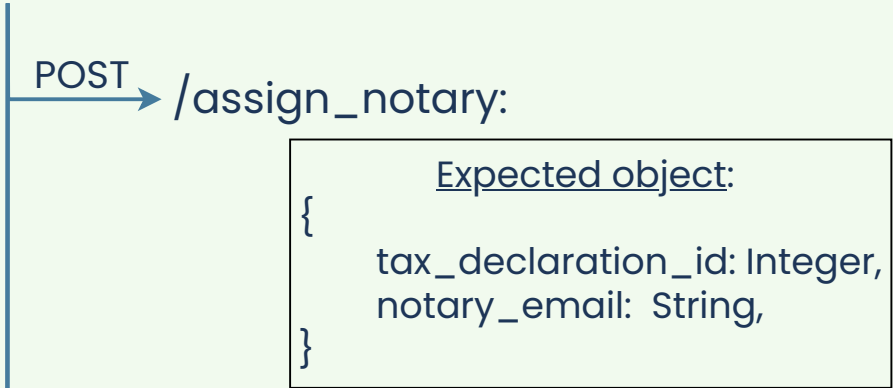 POST
/assign_notary:
Expected object:
{
tax_declaration_id: Integer,
notary_email: String,
}